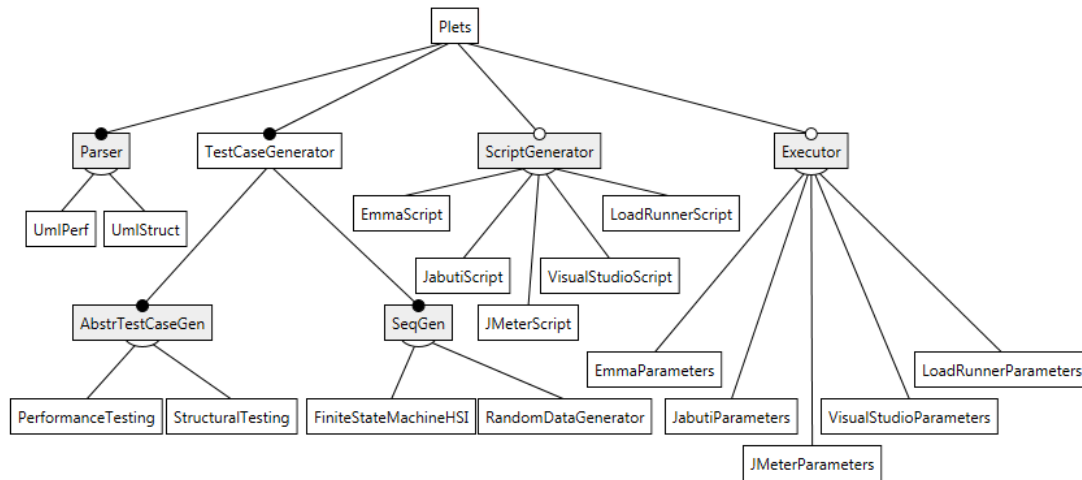 Plets
Parser
TestCaseGenerator
ScriptGenerator
Executor
UmlPerf
UmlStruct
EmmaScript
LoadRunnerScript
JabutiScript
VisualStudioScript
JMeterScript
AbstrTestCaseGen
SeqGen
EmmaParameters
LoadRunnerParameters
PerformanceTesting
StructuralTesting
FiniteStateMachineHSI
RandomDataGenerator
JabutiParameters
VisualStudioParameters
JMeterParameters